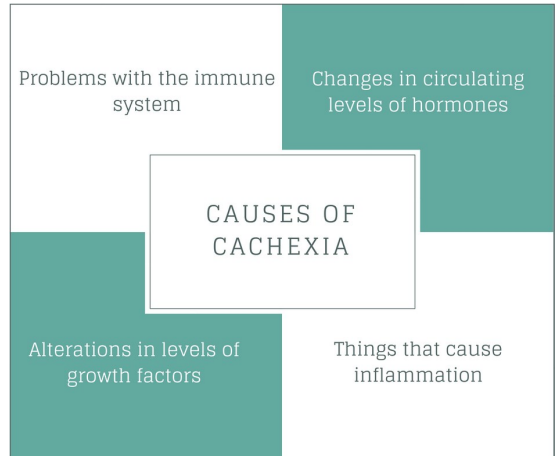 Problems with the immune
system
Changes in circulating
levels of hormones
CAUSES OF
CACHEXIA
Alterations in levels of
growth factors
Things that cause
inflammation